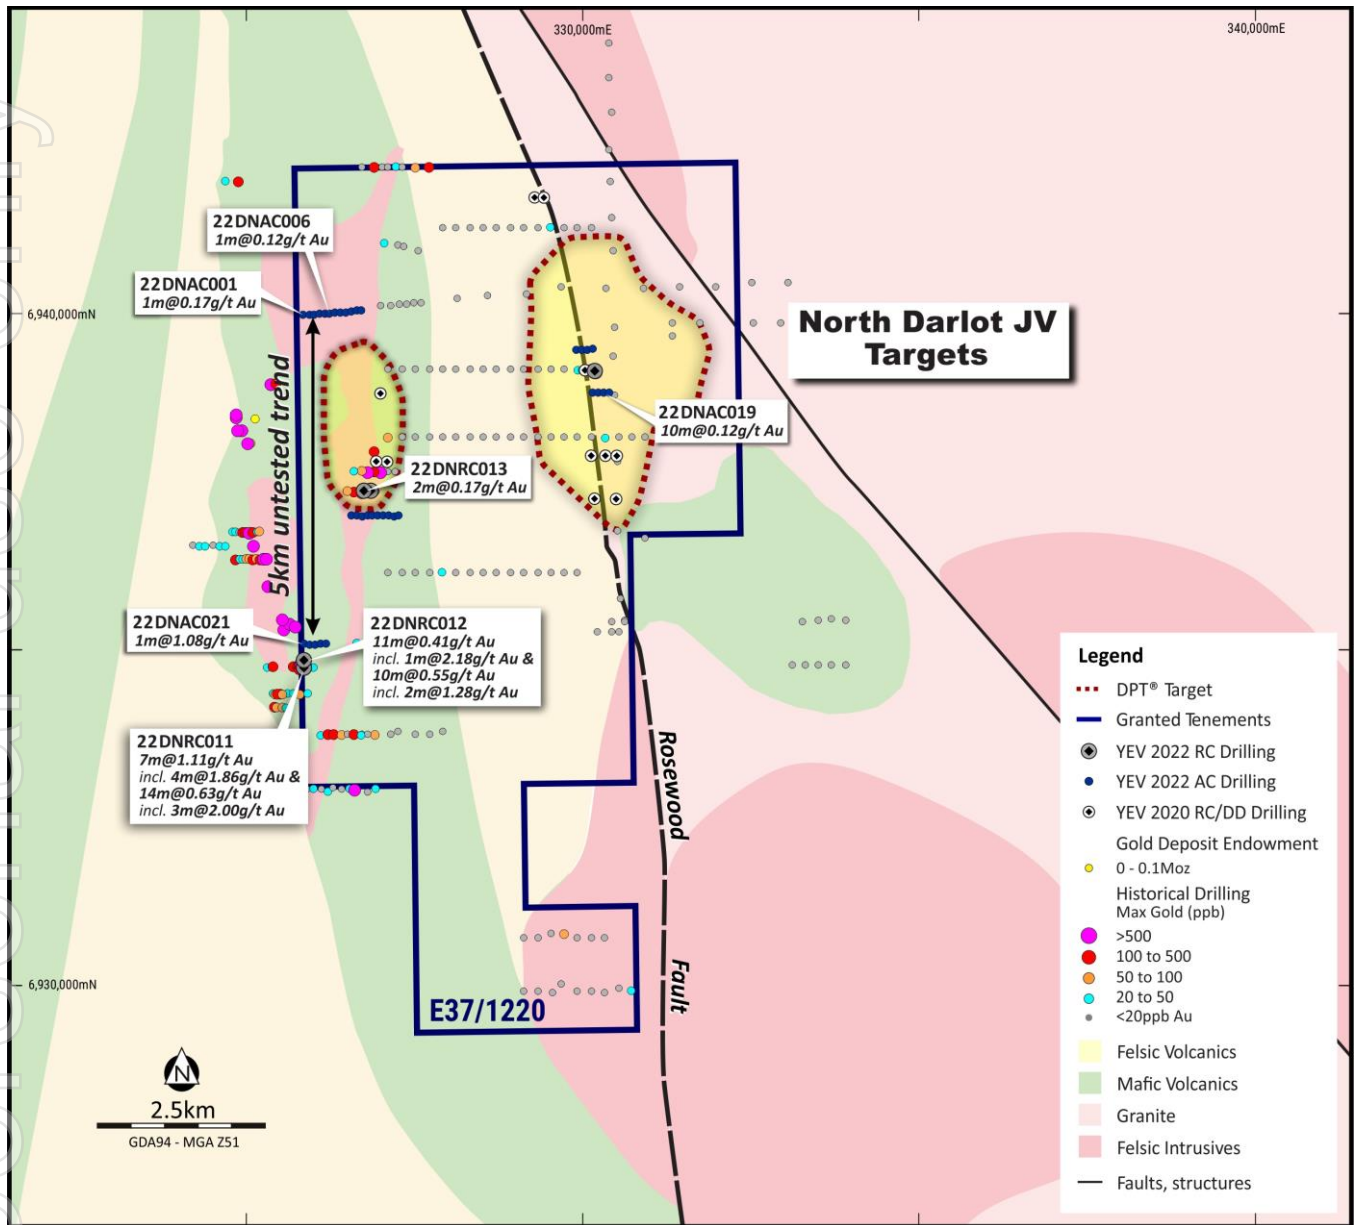 330,000mE
340,000mE
22DNAC006
1m@0.12g/t Au
22DNAC001
1m@0.17g/t Au
6,940,000mN
North Darlot JV
Targets
5km untested trend
22DNAC019
10m@0.12g/t Au
22DNRC013
2m@0.17g/t Au
22DNAC021
1m@1.08g/t Au
22DNRC012
11m@0.41g/t Au
incl. 1m@2.18g/t Au &
10m@0.55g/t Au
incl. 2m@1.28g/t Au
22DNRC011
7m@1.11g/t Au
incl. 4m@1.86g/t Au &
14m@0.63g/t Au
incl. 3m@2.00g/t Au
Rosewood
Fault
6,930,000mN
E37/1220
N
2.5km
GDA94 - MGA Z51
Legend
DPT® Target
Granted Tenements
YEV 2022 RC Drilling
YEV 2022 AC Drilling
YEV 2020 RC/DD Drilling
Gold Deposit Endowment
0 - 0.1Moz
Historical Drilling
Max Gold (ppb)
>500
100 to 500
50 to 100
20 to 50
<20ppb Au
Felsic Volcanics
Mafic Volcanics
Granite
Felsic Intrusives
Faults, structures